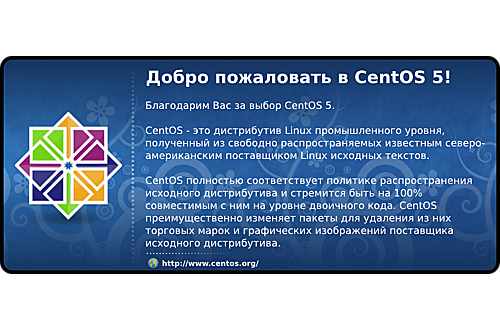 Добро пожаловать в CentOS 5!
Благодарим Вас за выбор CentOS 5.
CentOS - это дистрибутив Linux промышленного уровня,
полученный из свободно распространяемых известным северо-
американским поставщиком Linux исходных текстов.
CentOS полностью соответствует политике распространения
исходного дистрибутива и стремится быть на 100%
совместимым с ним на уровне двоичного кода. CentOS
преимущественно изменяет пакеты для удаления из них
торговых марок и графических изображений поставщика
исходного дистрибутива.
http://www.centos.org/